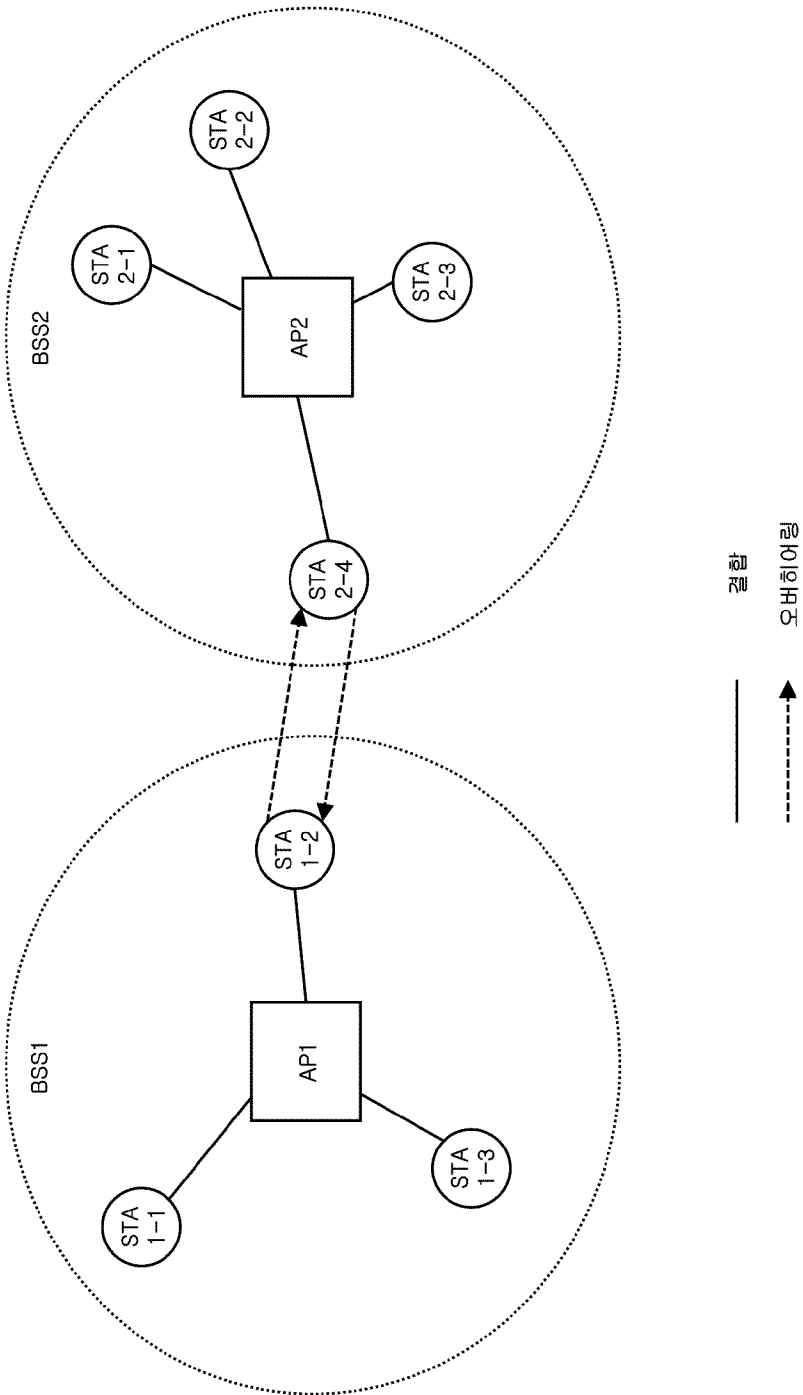 BSS1
STA
1-1
AP1
STA
1-2
STA
1-3
BSS2
STA
2-1
STA
2-2
AP2
STA
2-4
STA
2-3
결합
오버히어링